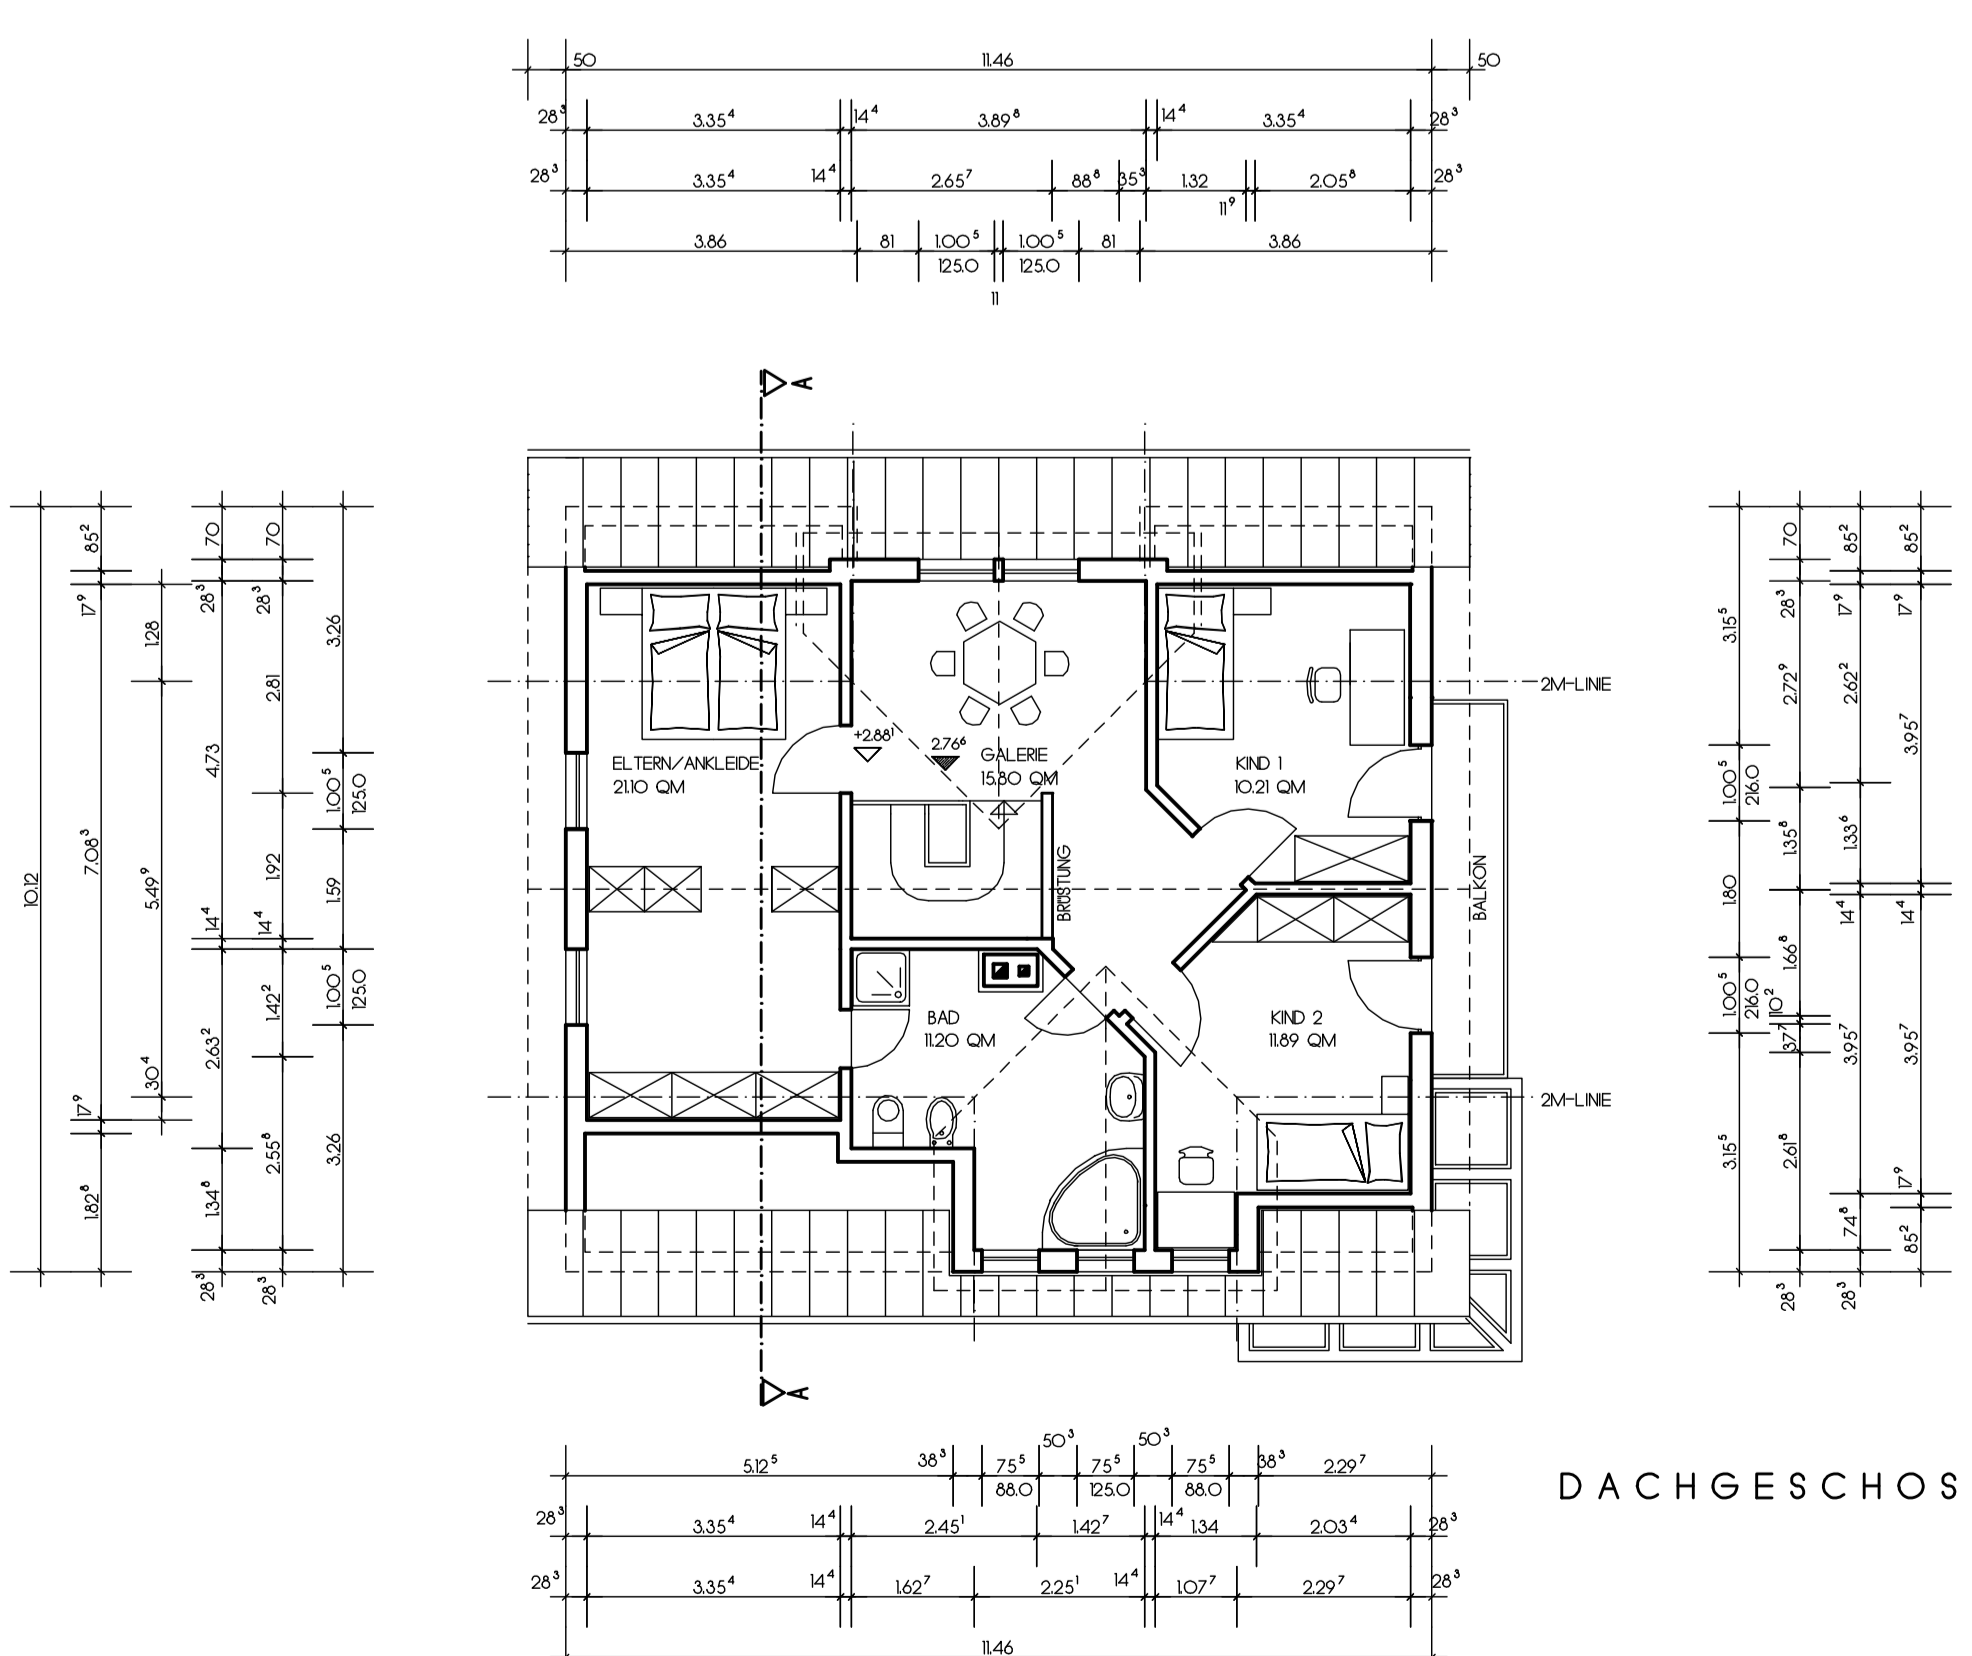 50 11.46 50
28³ 3.35⁴ 14⁴ 3.89⁸ 14⁴ 3.35⁴ 28³
28³ 3.35⁴ 14⁴ 2.65⁷ 88⁸ 35³ 1.32 11⁹ 2.05⁸ 28³
3.86 81 1.00⁵ 1.00⁵ 81 3.86
125.0 125.0
11
A
10.12
85² 17⁹ 7.08³ 17⁹ 1.82⁸
1.28 5.49⁹ 30⁴
70 28³ 4.73 14⁴ 2.63² 1.34⁸ 28³
70 28³ 2.81 1.92 14⁴ 1.42² 2.55⁸ 28³
3.26 1.00⁵ 1.59 1.00⁵ 3.26
125.0 125.0
2M-LINIE
+2.88¹
2.76⁶
ELTERN/ANKLEIDE
21.10 QM
GALERIE
15.80 QM
KIND 1
10.21 QM
BRÜSTUNG
BALKON
BAD
11.20 QM
KIND 2
11.89 QM
2M-LINIE
3.15⁵ 1.00⁵ 1.80 1.00⁵ 3.15⁵
216.0 216.0
70 28³ 2.72⁹ 1.35⁸ 1.66⁸ 10² 37⁷ 2.61⁸ 28³
85² 17⁹ 2.62² 1.33⁶ 14⁴ 3.95⁷ 74⁸ 28³
85² 17⁹ 3.95⁷ 14⁴ 3.95⁷ 17⁹ 85²
A
50³ 50³
5.12⁵ 38³ 75⁵ 75⁵ 75⁵ 38³ 2.29⁷
88.0 125.0 88.0
28³ 3.35⁴ 14⁴ 2.45¹ 1.42⁷ 14⁴ 1.34 2.03⁴ 28³
28³ 3.35⁴ 14⁴ 1.62⁷ 2.25¹ 14⁴ 1.07⁷ 2.29⁷ 28³
11.46
DACHGESCHOS